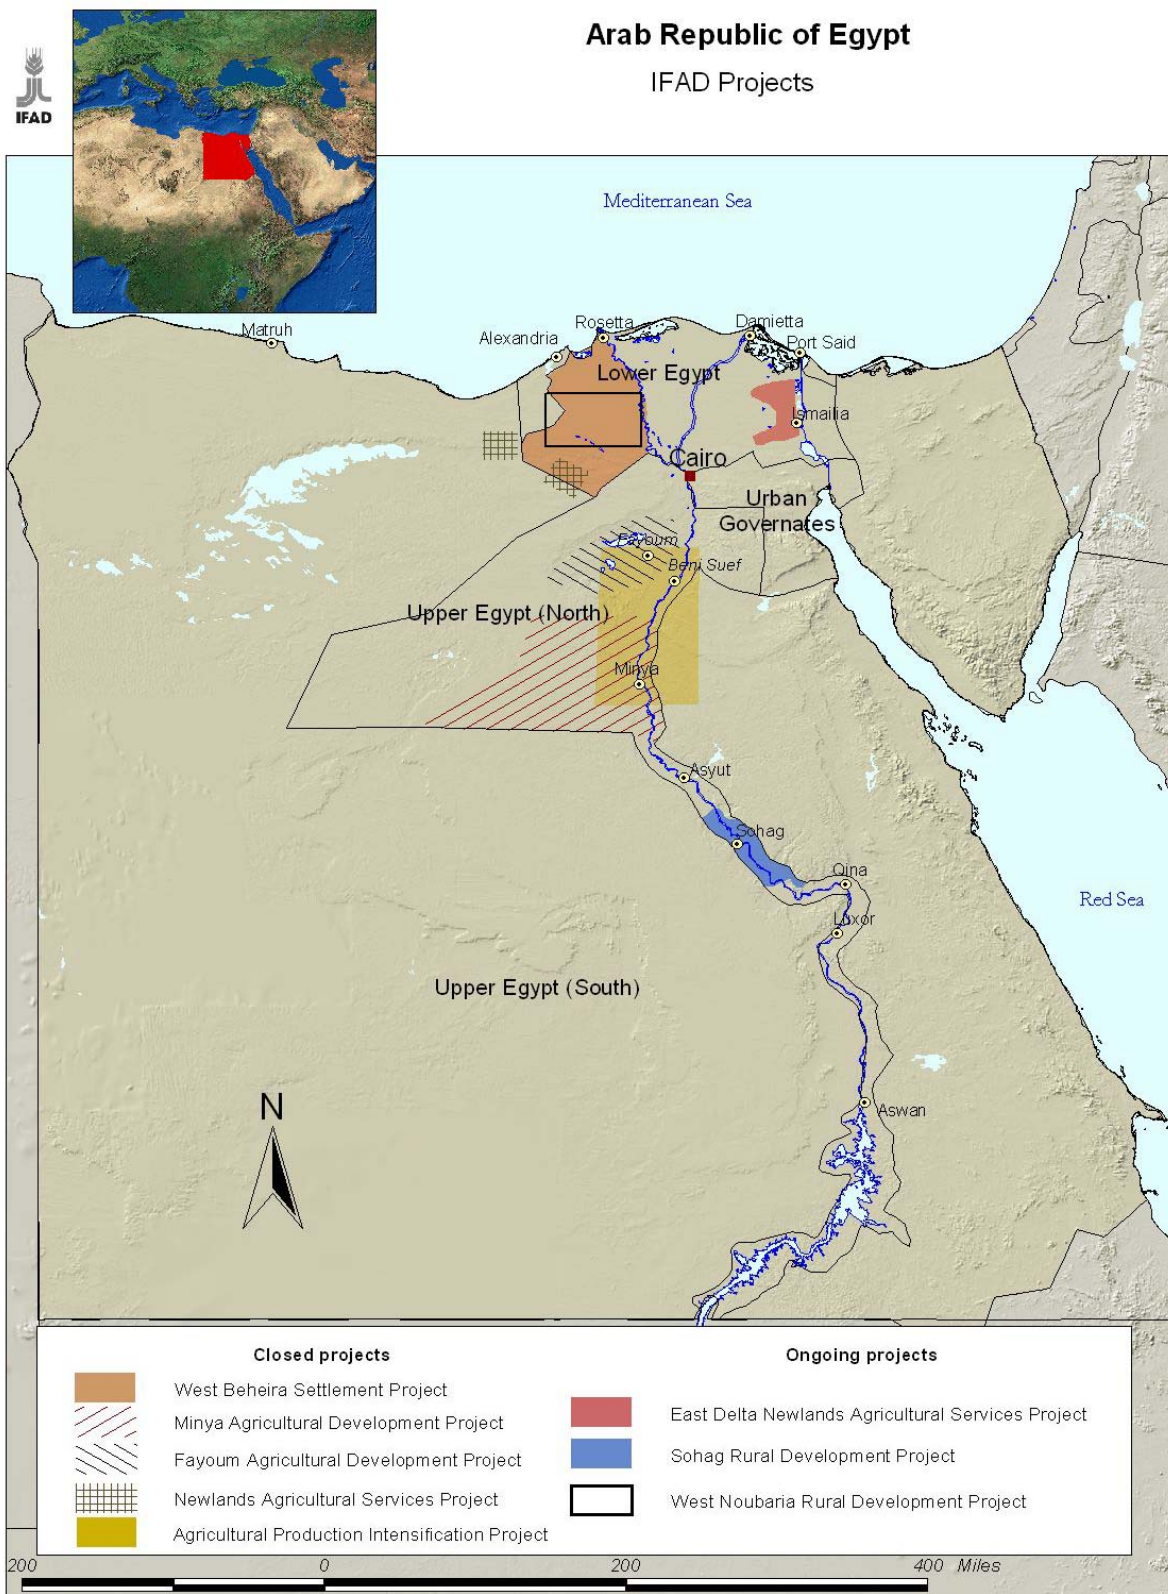 Arab Republic of Egypt
IFAD Projects
IFAD
Mediterranean Sea
Matruh
Alexandria
Rosetta
Damietta
Port Said
Lower Egypt
Ismailia
Cairo
Urban
Governates
Fayoum
Beni Suef
Upper Egypt (North)
Minya
Asyut
Sohag
Qina
Luxor
Red Sea
Upper Egypt (South)
N
Aswan
Closed projects
West Beheira Settlement Project
Minya Agricultural Development Project
Fayoum Agricultural Development Project
Newlands Agricultural Services Project
Agricultural Production Intensification Project
Ongoing projects
East Delta Newlands Agricultural Services Project
Sohag Rural Development Project
West Noubaria Rural Development Project
200 0 200 400 Miles